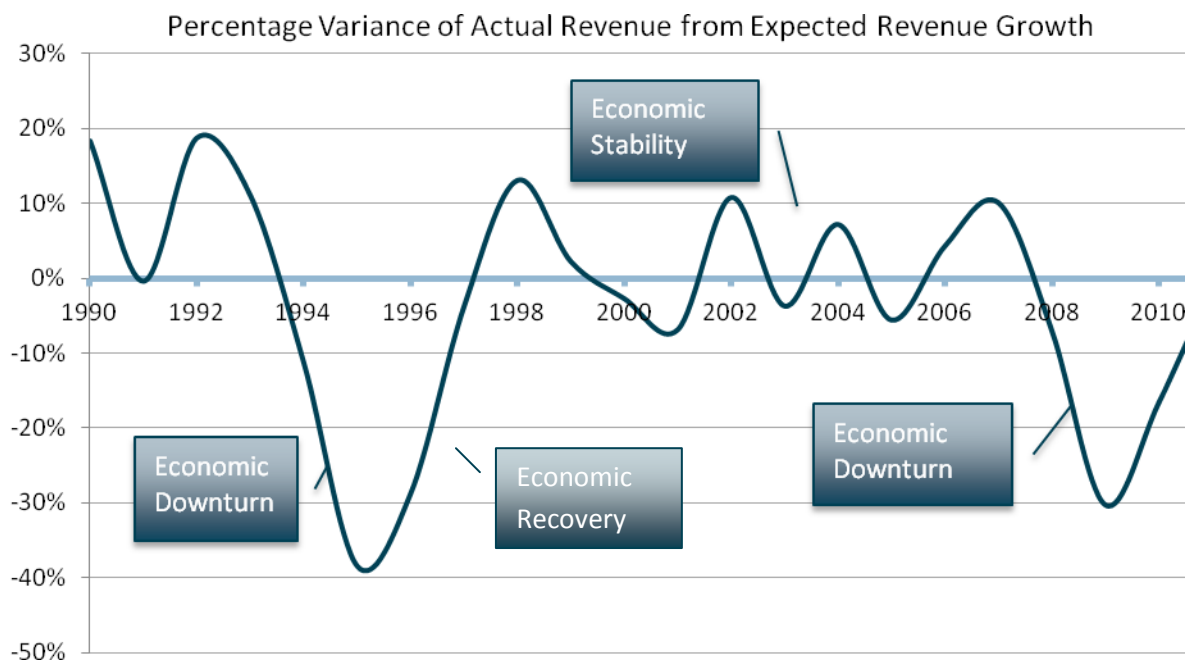 Percentage Variance of Actual Revenue from Expected Revenue Growth
30%
20%
10%
0%
-10%
-20%
-30%
-40%
-50%
1990 1992 1994 1996 1998 2000 2002 2004 2006 2008 2010
Economic
Stability
Economic
Downturn
Economic
Recovery
Economic
Downturn